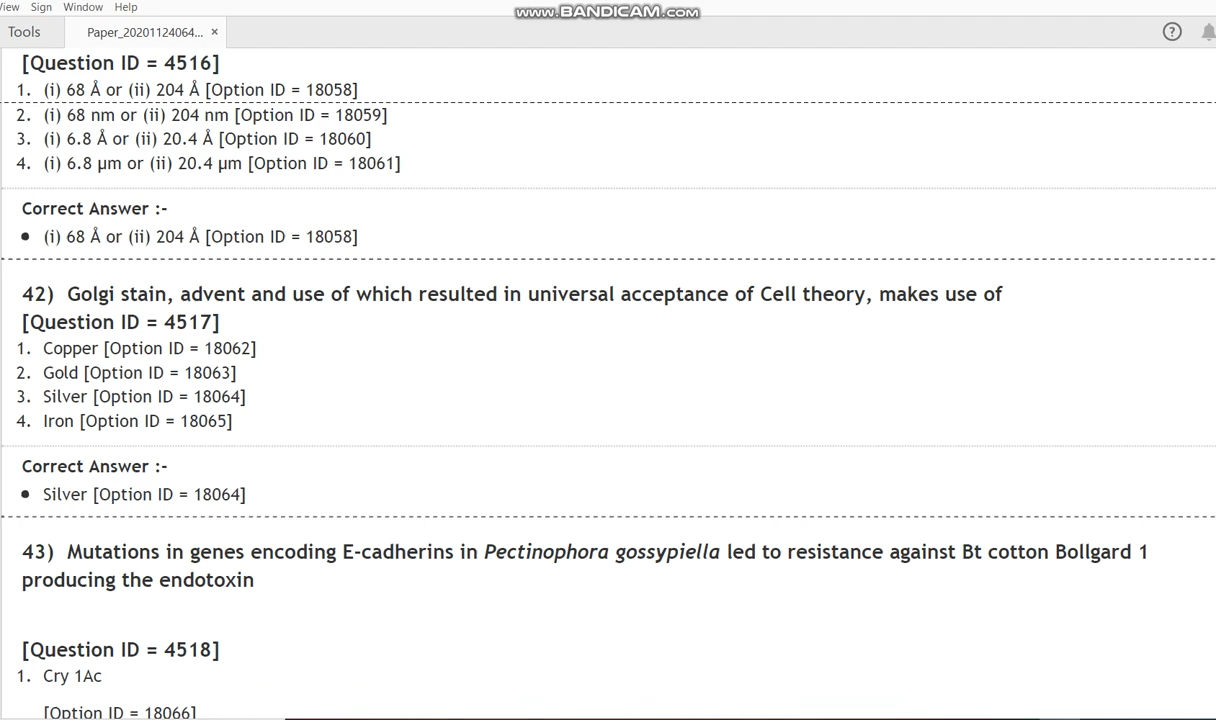 View Sign Window Help
www.BANDICAM.com
Tools Paper_20201124064... × ?
[Question ID = 4516]
1. (i) 68 Å or (ii) 204 Å [Option ID = 18058]
2. (i) 68 nm or (ii) 204 nm [Option ID = 18059]
3. (i) 6.8 Å or (ii) 20.4 Å [Option ID = 18060]
4. (i) 6.8 µm or (ii) 20.4 µm [Option ID = 18061]
Correct Answer :-
• (i) 68 Å or (ii) 204 Å [Option ID = 18058]
42) Golgi stain, advent and use of which resulted in universal acceptance of Cell theory, makes use of
[Question ID = 4517]
1. Copper [Option ID = 18062]
2. Gold [Option ID = 18063]
3. Silver [Option ID = 18064]
4. Iron [Option ID = 18065]
Correct Answer :-
• Silver [Option ID = 18064]
43) Mutations in genes encoding E-cadherins in Pectinophora gossypiella led to resistance against Bt cotton Bollgard 1
producing the endotoxin
[Question ID = 4518]
1. Cry 1Ac
[Option ID = 18066]